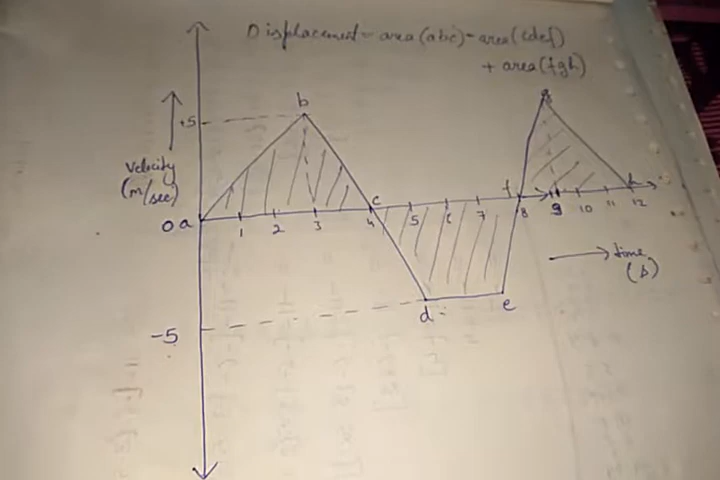 Displacement = area(abc) - area(cdef)
+ area(fgh)
b
+5
g
velocity
(m/sec)
0 a
c
f
h
1 2 3 4 5 6 7 8 9 10 11 12
time
(s)
d
e
-5